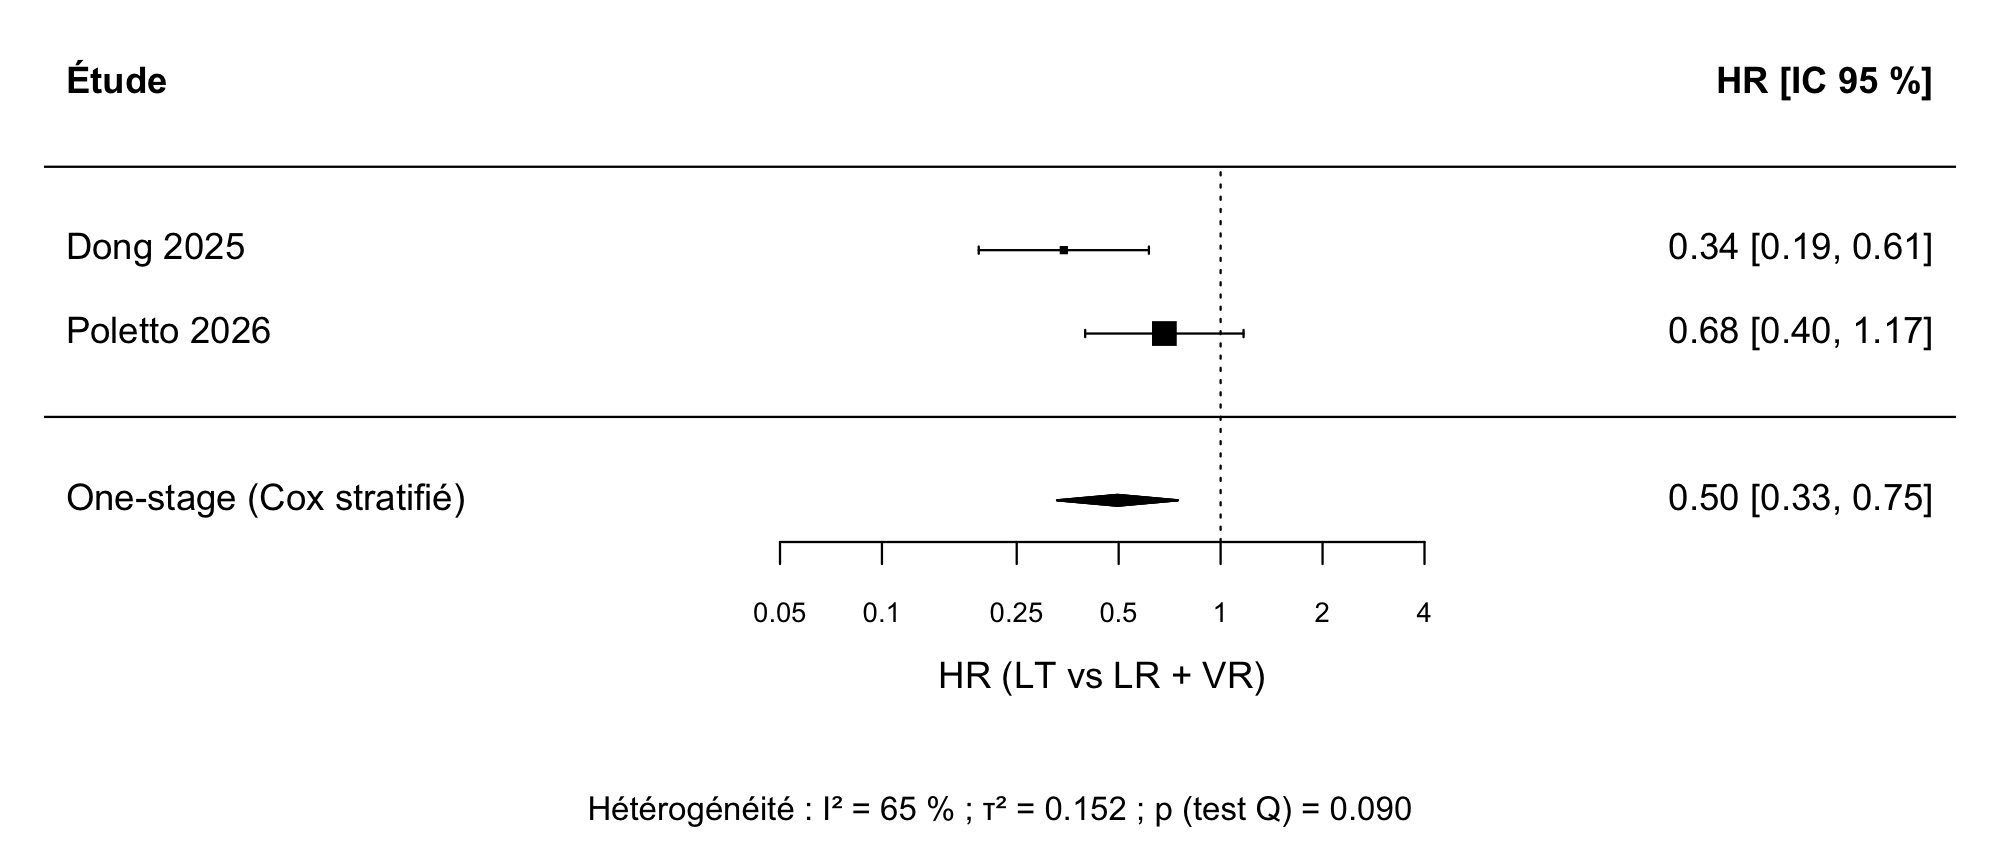 Étude HR [IC 95 %]
Dong 2025 0.34 [0.19, 0.61]
Poletto 2026 0.68 [0.40, 1.17]
One-stage (Cox stratifié) 0.50 [0.33, 0.75]
0.05 0.1 0.25 0.5 1 2 4
HR (LT vs LR + VR)
Hétérogénéité : I² = 65 % ; τ² = 0.152 ; p (test Q) = 0.090